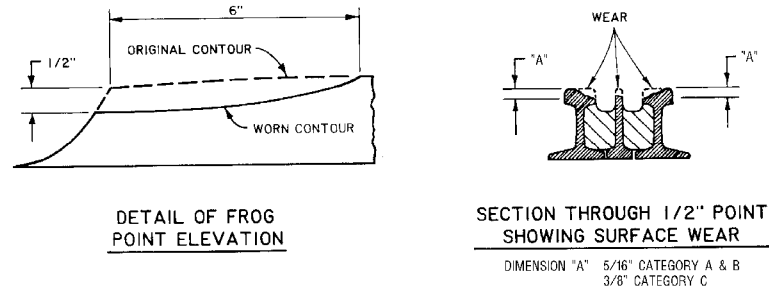 6"
1/2"
ORIGINAL CONTOUR
WORN CONTOUR
DETAIL OF FROG
POINT ELEVATION
WEAR
"A"
"A"
SECTION THROUGH 1/2" POINT
SHOWING SURFACE WEAR
DIMENSION "A" 5/16" CATEGORY A & B
3/8" CATEGORY C